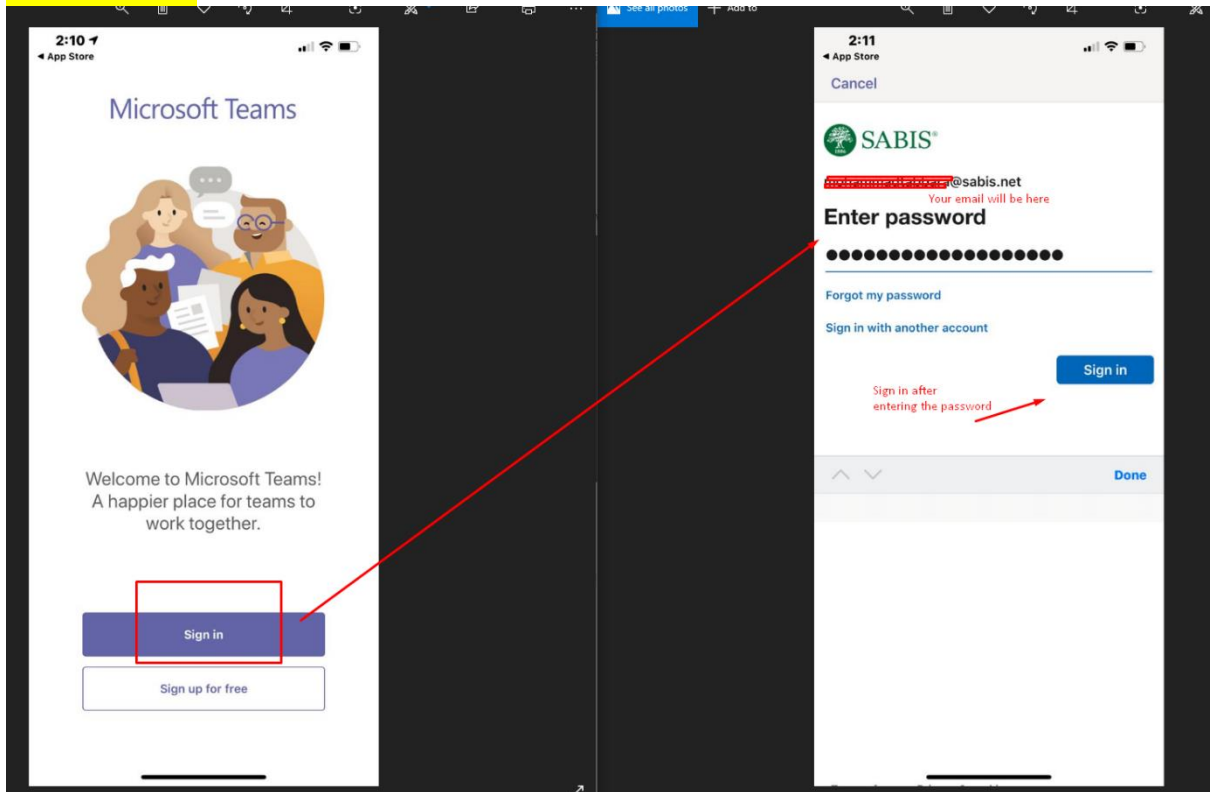 See all photos
Add to
2:10
App Store
Microsoft Teams
Welcome to Microsoft Teams!
A happier place for teams to
work together.
Sign in
Sign up for free
2:11
App Store
Cancel
SABIS®
@sabis.net
Your email will be here
Enter password
Forgot my password
Sign in with another account
Sign in
Sign in after
entering the password
Done